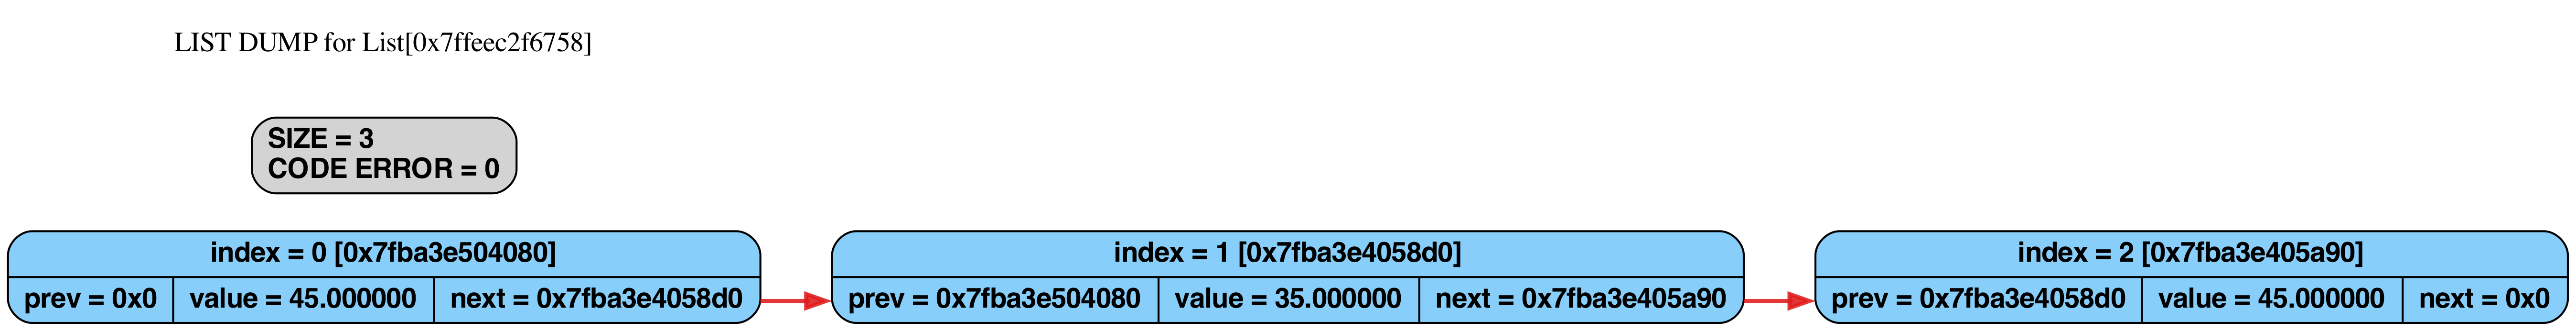 LIST DUMP for List[0x7ffeec2f6758]
SIZE = 3
CODE ERROR = 0
index = 0 [0x7fba3e504080]
prev = 0x0
value = 45.000000
next = 0x7fba3e4058d0
index = 1 [0x7fba3e4058d0]
prev = 0x7fba3e504080
value = 35.000000
next = 0x7fba3e405a90
index = 2 [0x7fba3e405a90]
prev = 0x7fba3e4058d0
value = 45.000000
next = 0x0